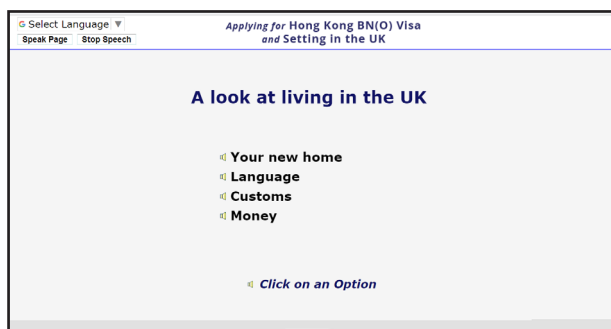 G Select Language ▼
Speak Page Stop Speech
Applying for Hong Kong BN(O) Visa
and Setting in the UK
A look at living in the UK
Your new home
Language
Customs
Money
Click on an Option